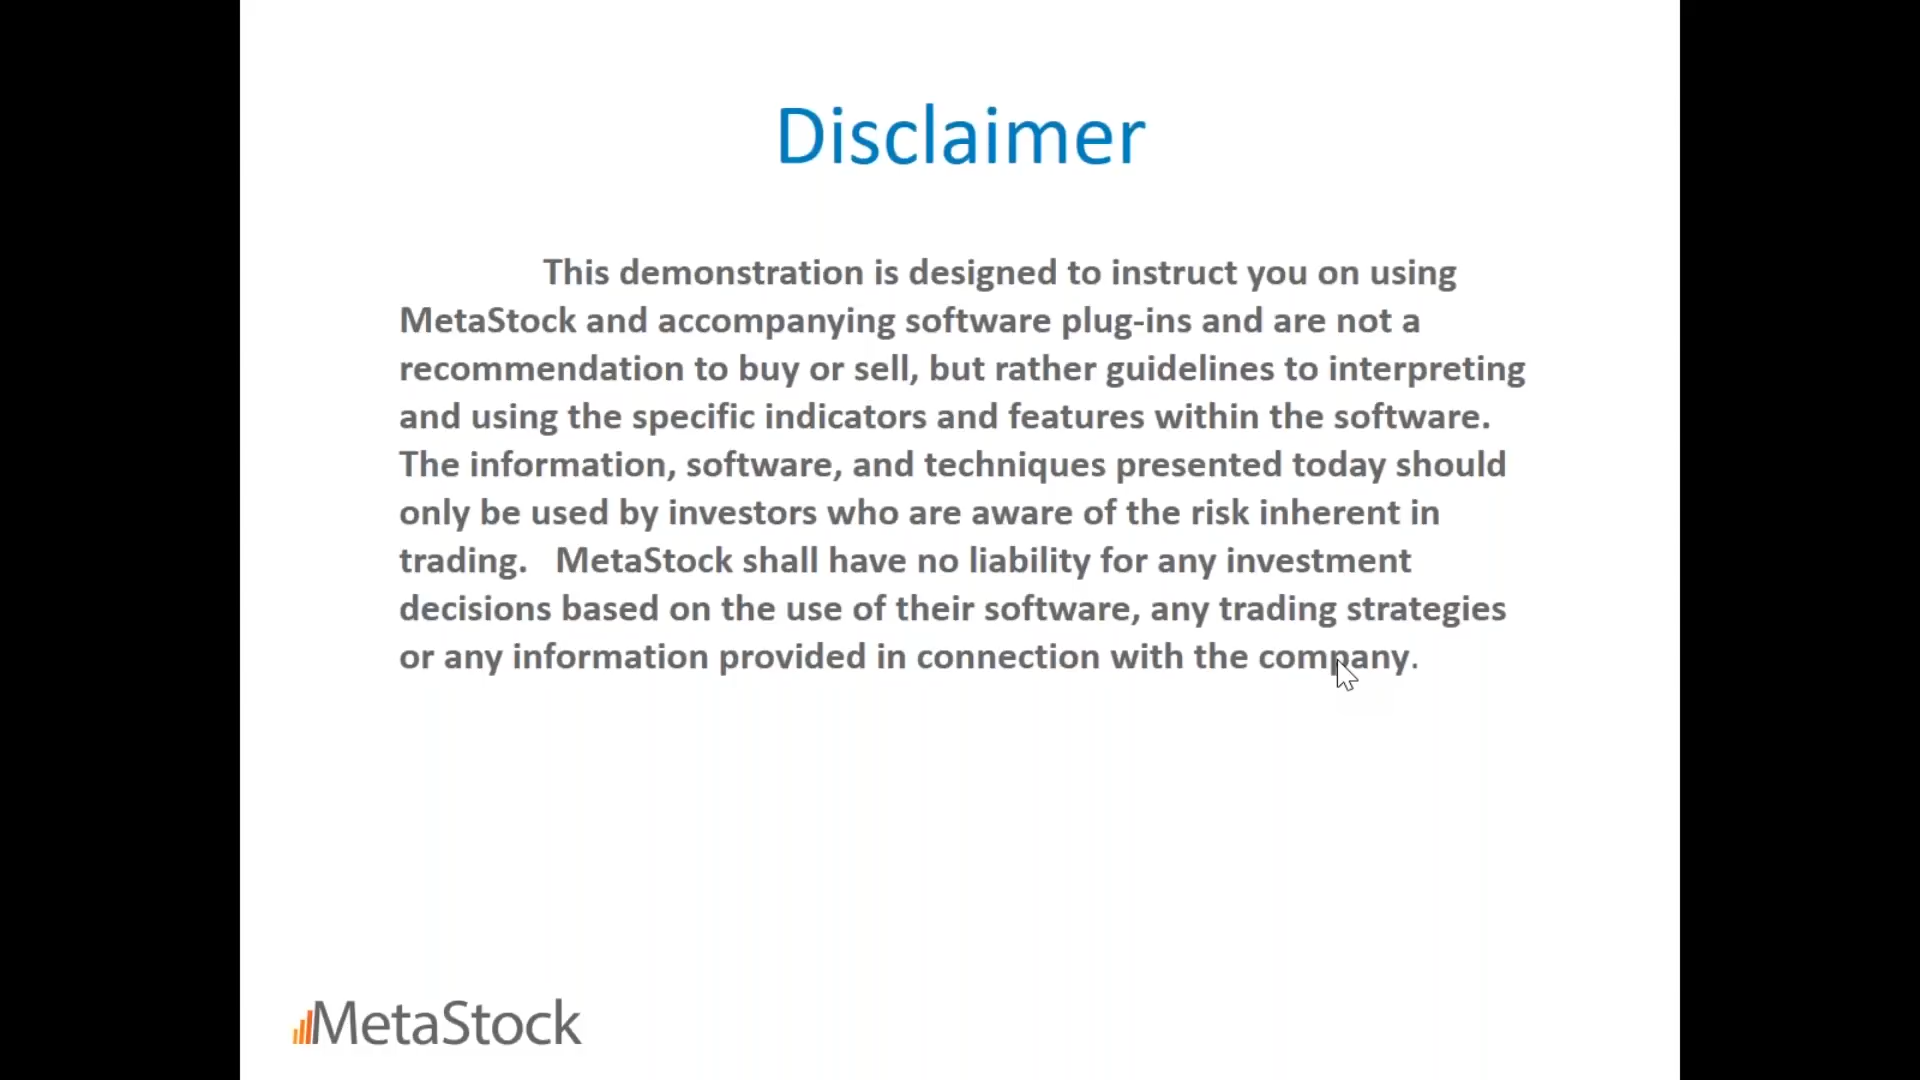 Disclaimer
This demonstration is designed to instruct you on using
MetaStock and accompanying software plug-ins and are not a
recommendation to buy or sell, but rather guidelines to interpreting
and using the specific indicators and features within the software.
The information, software, and techniques presented today should
only be used by investors who are aware of the risk inherent in
trading.   MetaStock shall have no liability for any investment
decisions based on the use of their software, any trading strategies
or any information provided in connection with the company.
MetaStock